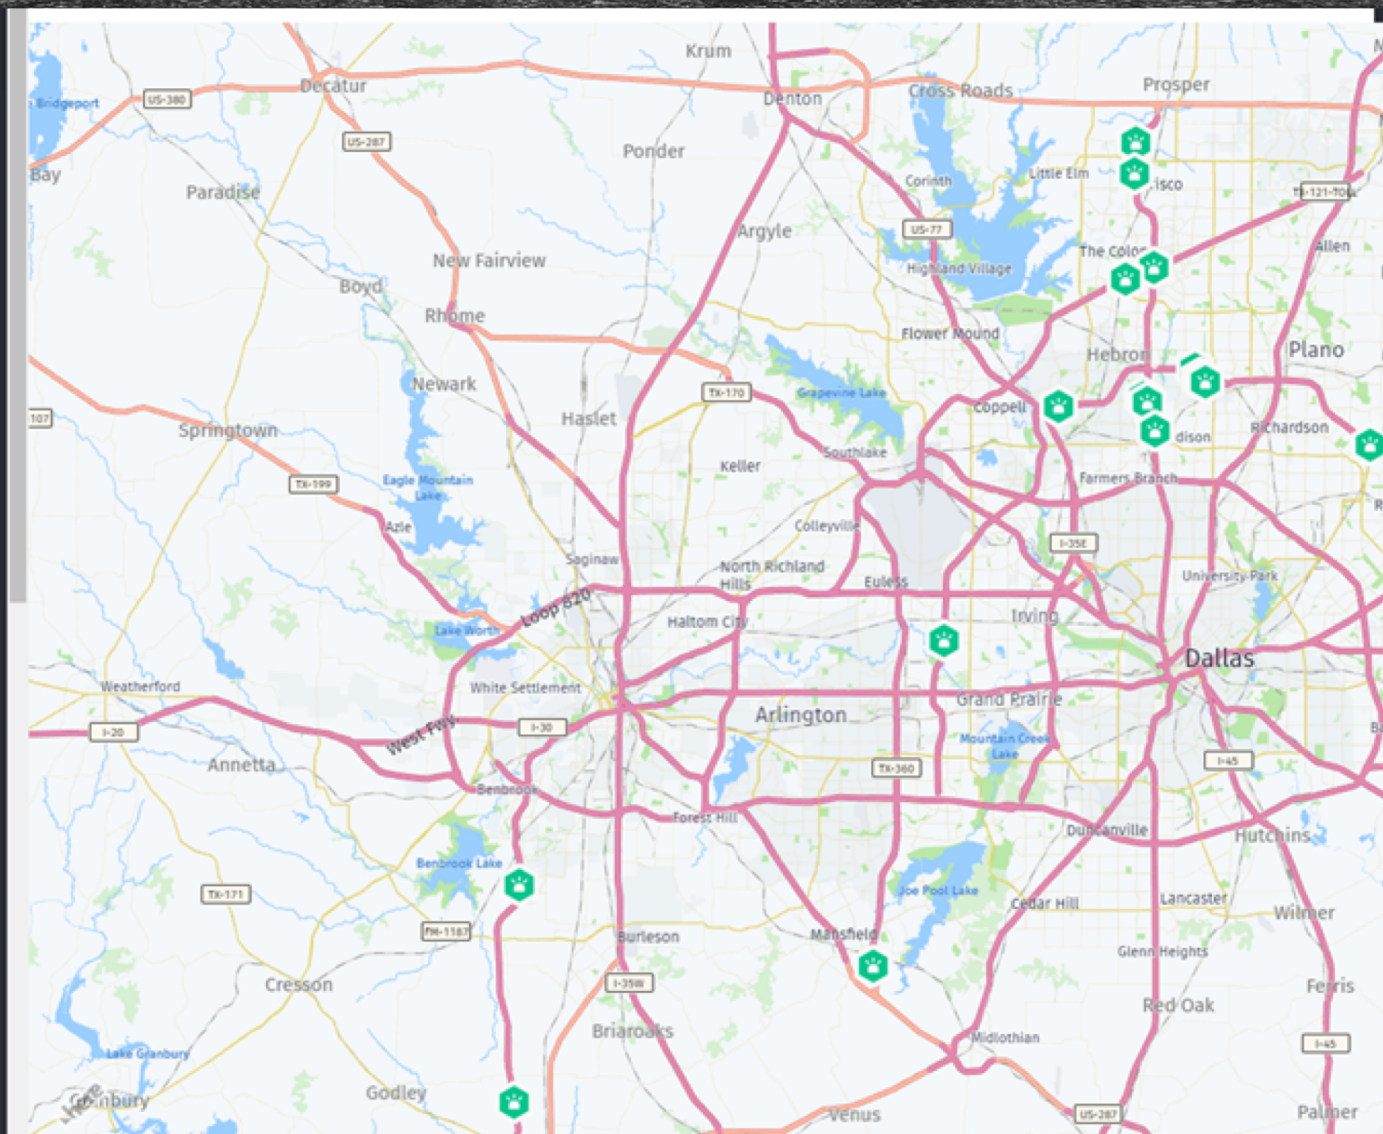 Krum
Prosper
Decatur
Cross Roads
US-380
Denton
Bridgeport
US-287
Ponder
Bay
Little Elm
Corinth
Paradise
isco
TX-121-TOLL
US-77
Argyle
Allen
The Colo
New Fairview
Highland Village
Boyd
Rhome
Flower Mound
Plano
Hebron
Newark
TX-170
Grapevine Lake
Coppell
107
Haslet
Springtown
Richardson
dison
Southlake
Keller
Farmers Branch
Eagle Mountain
Lake
TX-199
Azle
Colleyville
I-35E
Saginaw
North Richland
Hills
Euless
University Park
Loop 820
Haltom City
Irving
Lake Worth
Dallas
Weatherford
White Settlement
Grand Prairie
Arlington
West Fwy
I-30
I-20
Mountain Creek
Lake
Annetta
TX-360
I-45
Benbrook
Forest Hill
Duncanville
Hutchins
Benbrook Lake
Joe Pool Lake
TX-171
Cedar Hill
Lancaster
Wilmer
FM-1187
Burleson
Mansfield
Glenn Heights
Cresson
I-35W
Ferris
Red Oak
Briaroaks
Midlothian
I-45
Lake Granbury
Godley
Granbury
here
Venus
US-287
Palmer